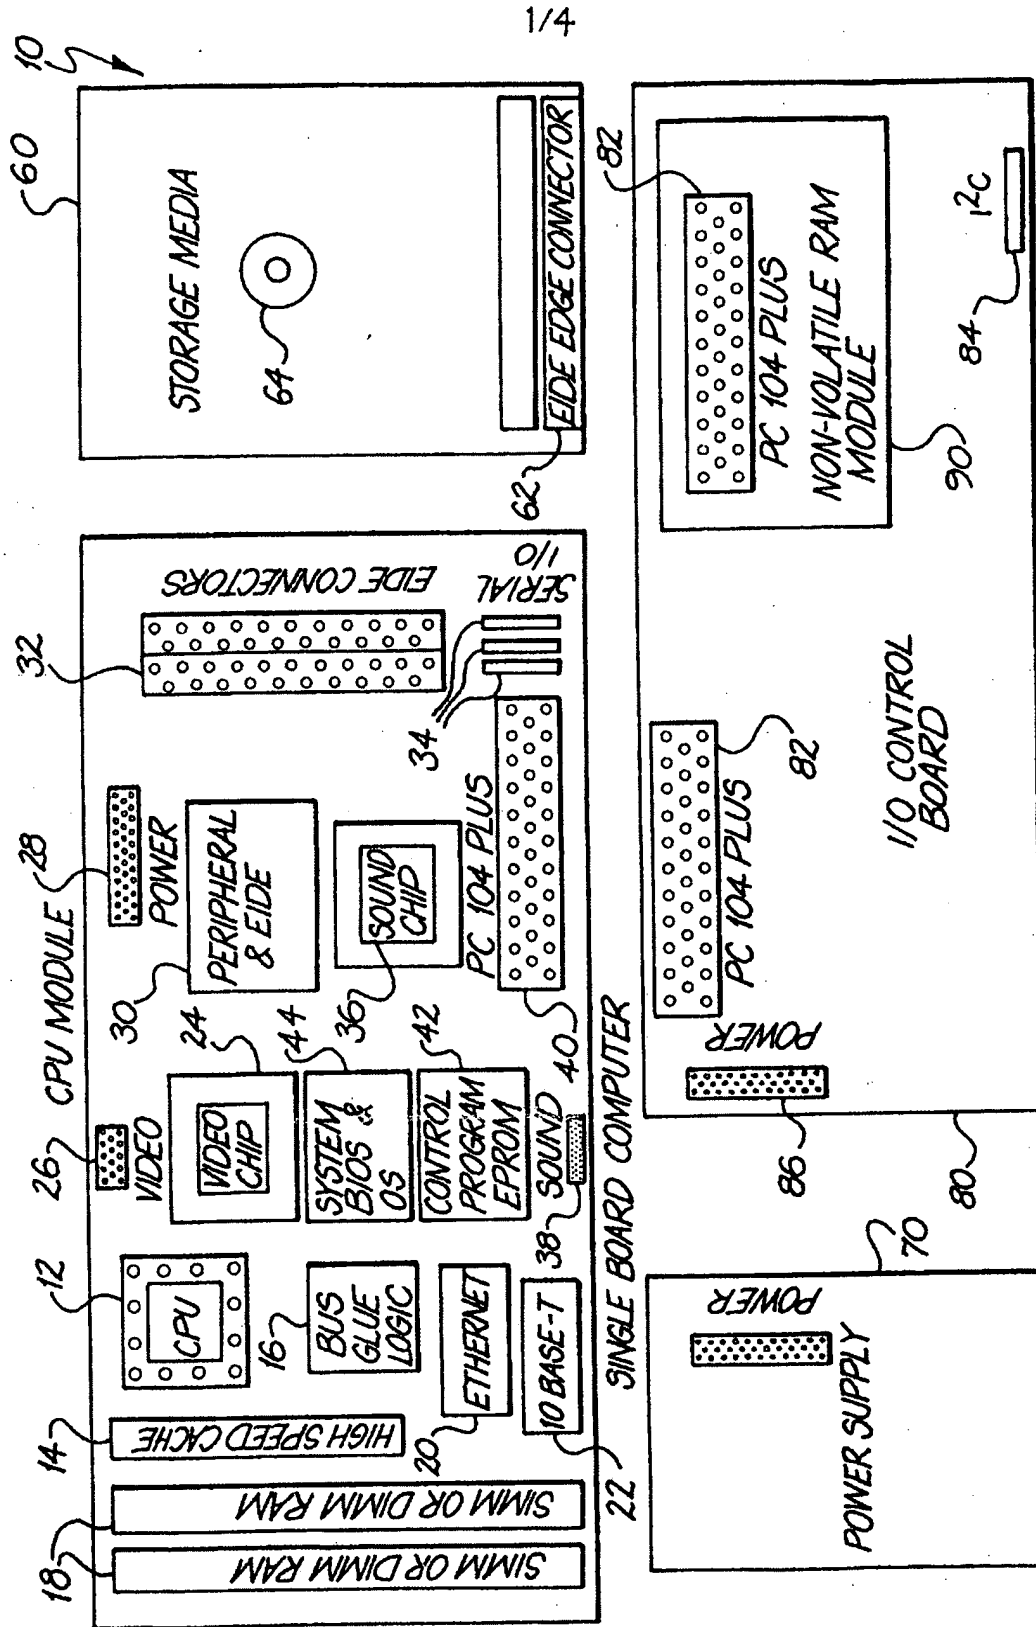 1/4
10
CPU MODULE
18
SIMM OR DIMM RAM
SIMM OR DIMM RAM
14
HIGH SPEED CACHE
12
CPU
16
BUS
GLUE
LOGIC
20
ETHERNET
22
10 BASE-T
26
VIDEO
24
VIDEO
CHIP
44
SYSTEM
BIOS &
OS
42
CONTROL
PROGRAM
EPROM
38
SOUND
28
POWER
30
PERIPHERAL
& EIDE
36
SOUND
CHIP
40
PC 104 PLUS
32
EIDE CONNECTORS
34
SERIAL
I/O
SINGLE BOARD COMPUTER
60
STORAGE MEDIA
64
62
EIDE EDGE CONNECTOR
70
POWER
POWER SUPPLY
80
86
POWER
82
PC 104 PLUS
I/O CONTROL
BOARD
82
PC 104 PLUS
NON-VOLATILE RAM
MODULE
90
84
I2C